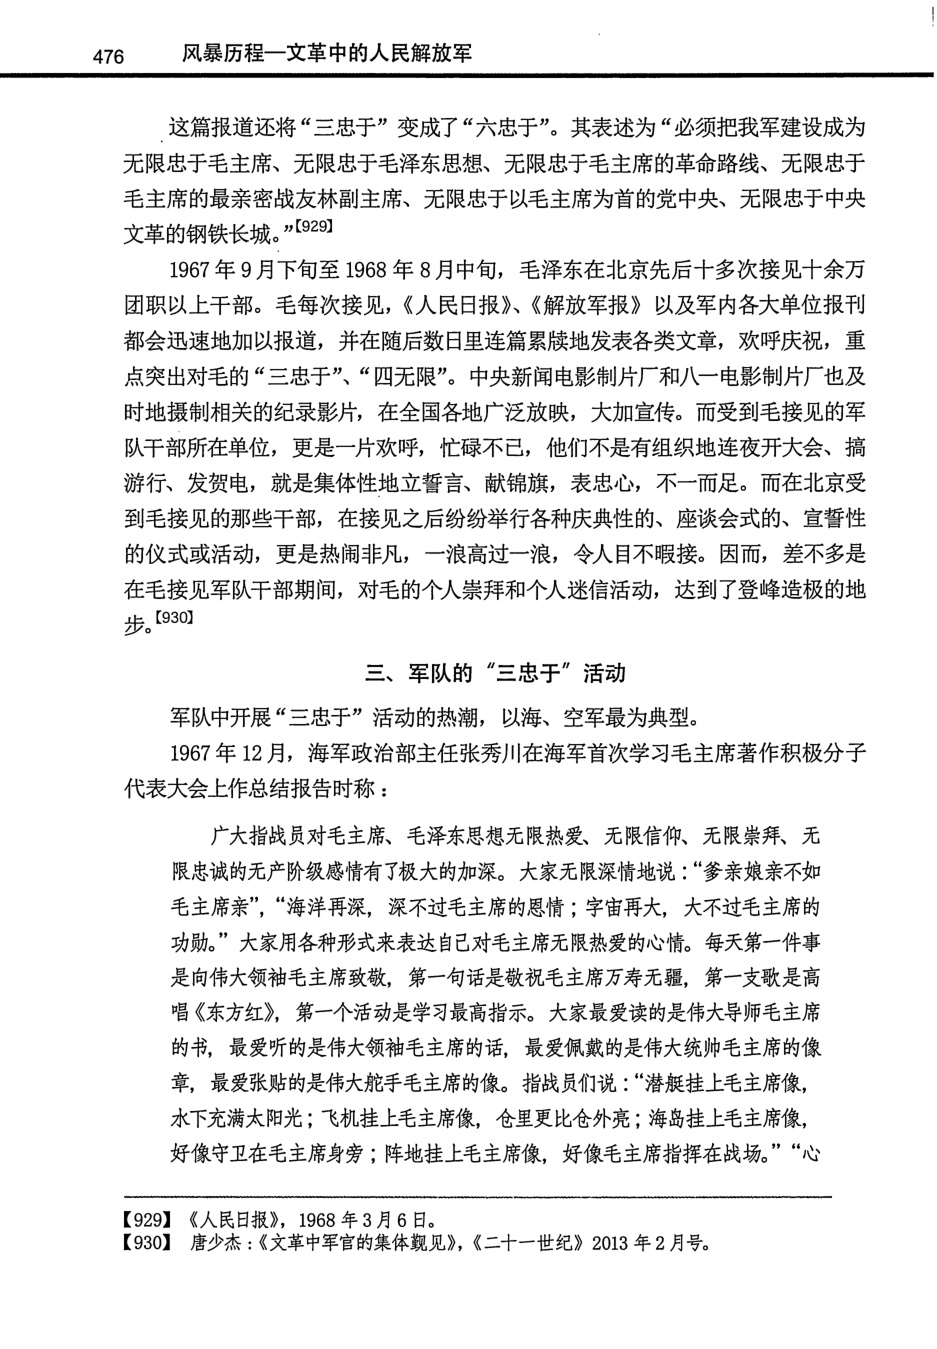 476 风暴历程—文革中的人民解放军
这篇报道还将“三忠于”变成了“六忠于”。其表述为“必须把我军建设成为
无限忠于毛主席、无限忠于毛泽东思想、无限忠于毛主席的革命路线、无限忠于
毛主席的最亲密战友林副主席、无限忠于以毛主席为首的党中央、无限忠于中央
文革的钢铁长城。”【929】
1967 年 9 月下旬至 1968 年 8 月中旬，毛泽东在北京先后十多次接见十余万
团职以上干部。毛每次接见，《人民日报》、《解放军报》以及军内各大单位报刊
都会迅速地加以报道，并在随后数日里连篇累牍地发表各类文章，欢呼庆祝，重
点突出对毛的“三忠于”、“四无限”。中央新闻电影制片厂和八一电影制片厂也及
时地摄制相关的纪录影片，在全国各地广泛放映，大加宣传。而受到毛接见的军
队干部所在单位，更是一片欢呼，忙碌不已，他们不是有组织地连夜开大会、搞
游行、发贺电，就是集体性地立誓言、献锦旗，表忠心，不一而足。而在北京受
到毛接见的那些干部，在接见之后纷纷举行各种庆典性的、座谈会式的、宣誓性
的仪式或活动，更是热闹非凡，一浪高过一浪，令人目不暇接。因而，差不多是
在毛接见军队干部期间，对毛的个人崇拜和个人迷信活动，达到了登峰造极的地
步。【930】
三、军队的“三忠于”活动
军队中开展“三忠于”活动的热潮，以海、空军最为典型。
1967 年 12 月，海军政治部主任张秀川在海军首次学习毛主席著作积极分子
代表大会上作总结报告时称：
广大指战员对毛主席、毛泽东思想无限热爱、无限信仰、无限崇拜、无
限忠诚的无产阶级感情有了极大的加深。大家无限深情地说：“爹亲娘亲不如
毛主席亲”，“海洋再深，深不过毛主席的恩情；宇宙再大，大不过毛主席的
功勋。”大家用各种形式来表达自己对毛主席无限热爱的心情。每天第一件事
是向伟大领袖毛主席致敬，第一句话是敬祝毛主席万寿无疆，第一支歌是高
唱《东方红》，第一个活动是学习最高指示。大家最爱读的是伟大导师毛主席
的书，最爱听的是伟大领袖毛主席的话，最爱佩戴的是伟大统帅毛主席的像
章，最爱张贴的是伟大舵手毛主席的像。指战员们说：“潜艇挂上毛主席像，
水下充满太阳光；飞机挂上毛主席像，仓里更比仓外亮；海岛挂上毛主席像，
好像守卫在毛主席身旁；阵地挂上毛主席像，好像毛主席指挥在战场。”“心
【929】《人民日报》，1968 年 3 月 6 日。
【930】 唐少杰：《文革中军官的集体觐见》，《二十一世纪》2013 年 2 月号。